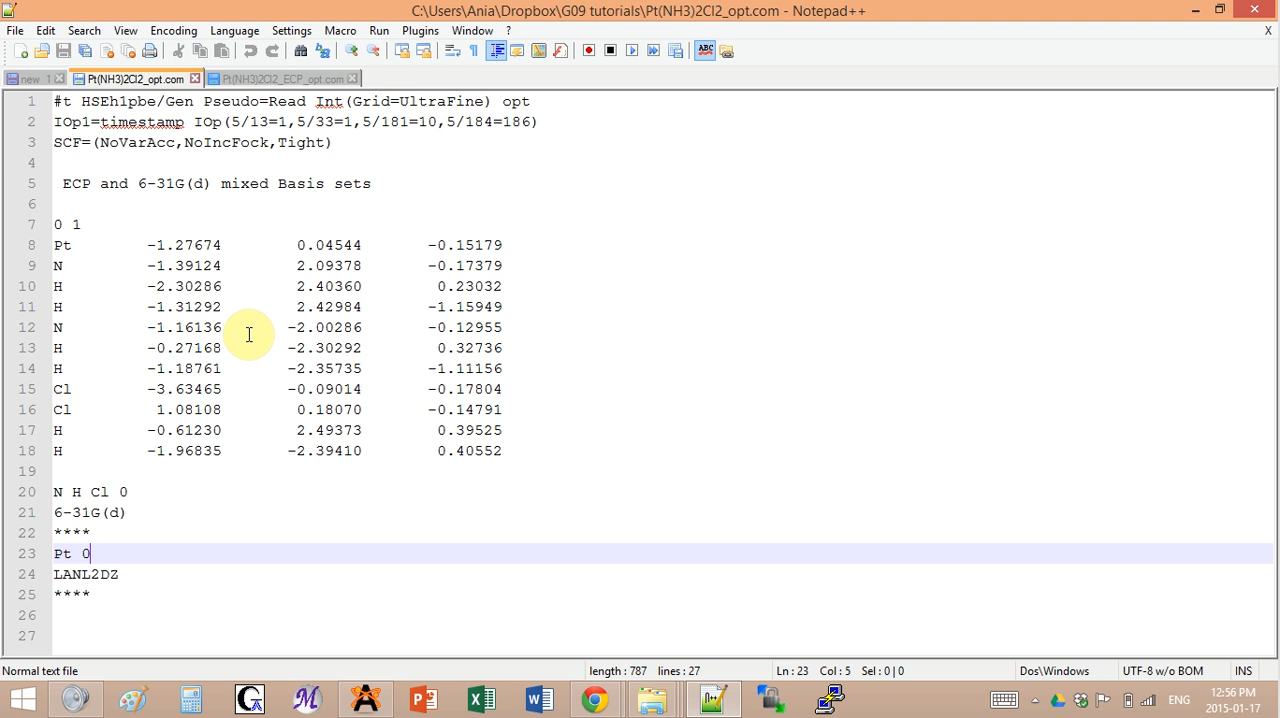 C:\Users\Ania\Dropbox\G09 tutorials\Pt(NH3)2Cl2_opt.com - Notepad++
File Edit Search View Encoding Language Settings Macro Run Plugins Window ? X
new 1 Pt(NH3)2Cl2_opt.com Pt(NH3)2Cl2_ECP_opt.com
1 #t HSEh1pbe/Gen Pseudo=Read Int(Grid=UltraFine) opt
2 IOp1=timestamp IOp(5/13=1,5/33=1,5/181=10,5/184=186)
3 SCF=(NoVarAcc,NoIncFock,Tight)
4
5 ECP and 6-31G(d) mixed Basis sets
6
7 0 1
8 Pt -1.27674 0.04544 -0.15179
9 N -1.39124 2.09378 -0.17379
10 H -2.30286 2.40360 0.23032
11 H -1.31292 2.42984 -1.15949
12 N -1.16136 -2.00286 -0.12955
13 H -0.27168 -2.30292 0.32736
14 H -1.18761 -2.35735 -1.11156
15 Cl -3.63465 -0.09014 -0.17804
16 Cl 1.08108 0.18070 -0.14791
17 H -0.61230 2.49373 0.39525
18 H -1.96835 -2.39410 0.40552
19
20 N H Cl 0
21 6-31G(d)
22 ****
23 Pt 0
24 LANL2DZ
25 ****
26
27
Normal text file length : 787 lines : 27 Ln : 23 Col : 5 Sel : 0 | 0 Dos\Windows UTF-8 w/o BOM INS
ENG 12:56 PM
2015-01-17